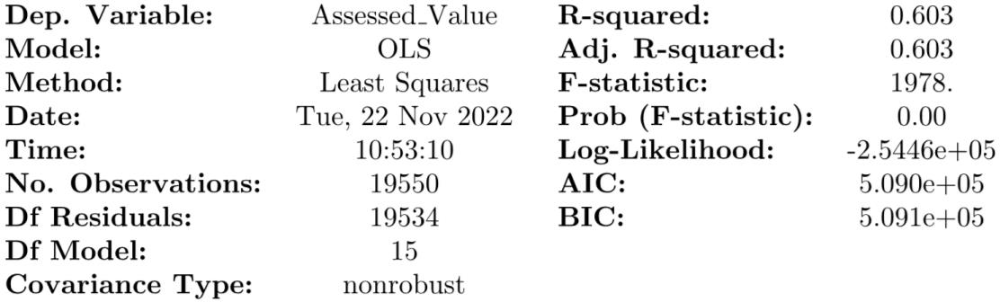 Dep. Variable: Assessed_Value R-squared: 0.603
Model: OLS Adj. R-squared: 0.603
Method: Least Squares F-statistic: 1978.
Date: Tue, 22 Nov 2022 Prob (F-statistic): 0.00
Time: 10:53:10 Log-Likelihood: -2.5446e+05
No. Observations: 19550 AIC: 5.090e+05
Df Residuals: 19534 BIC: 5.091e+05
Df Model: 15
Covariance Type: nonrobust